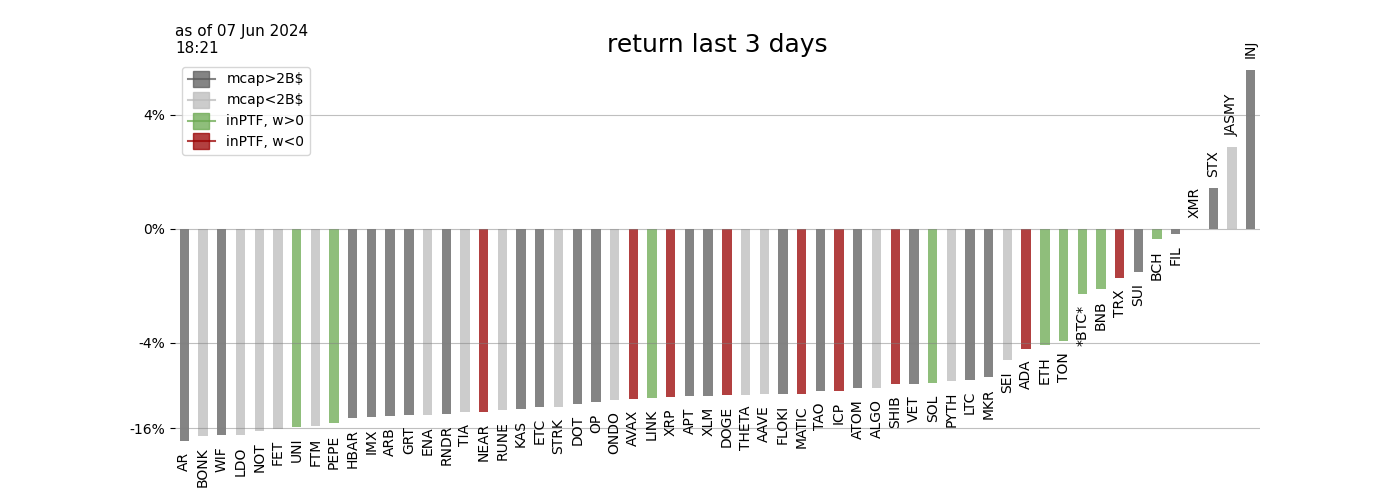 as of 07 Jun 2024
18:21
return last 3 days
mcap>2B$
mcap<2B$
inPTF, w>0
inPTF, w<0
4%
0%
-4%
-16%
AR
BONK
WIF
LDO
NOT
FET
UNI
FTM
PEPE
HBAR
IMX
ARB
GRT
ENA
RNDR
TIA
NEAR
RUNE
KAS
ETC
STRK
DOT
OP
ONDO
AVAX
LINK
XRP
APT
XLM
DOGE
THETA
AAVE
FLOKI
MATIC
TAO
ICP
ATOM
ALGO
SHIB
VET
SOL
PYTH
LTC
MKR
SEI
ADA
ETH
TON
*BTC*
BNB
TRX
SUI
BCH
FIL
XMR
STX
JASMY
INJ